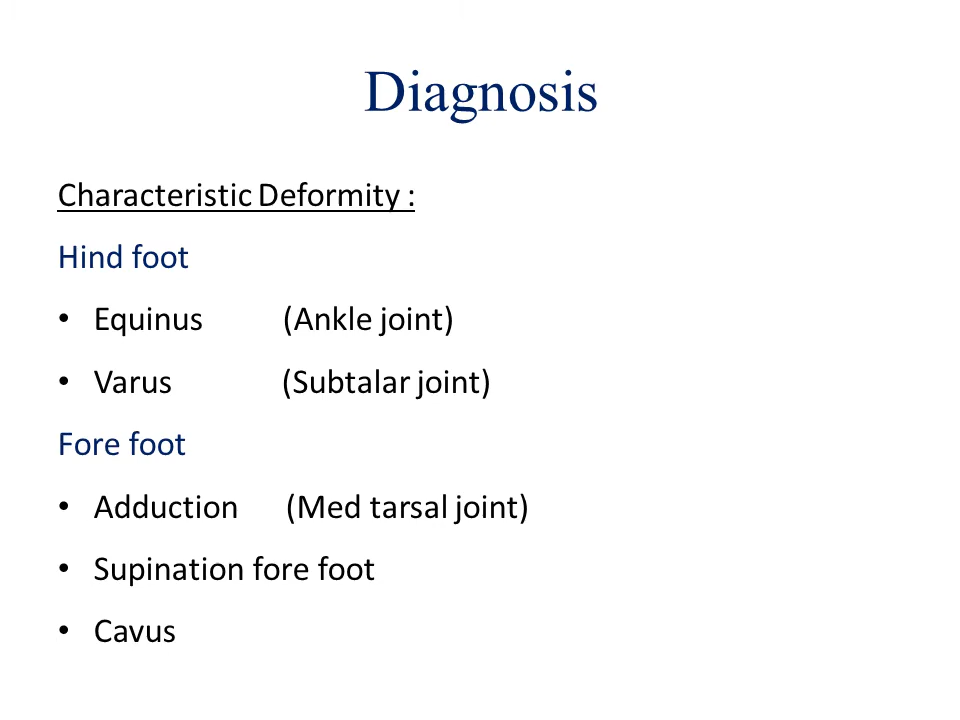 Diagnosis
Characteristic Deformity :
Hind foot
• Equinus (Ankle joint)
• Varus (Subtalar joint)
Fore foot
• Adduction (Med tarsal joint)
• Supination fore foot
• Cavus